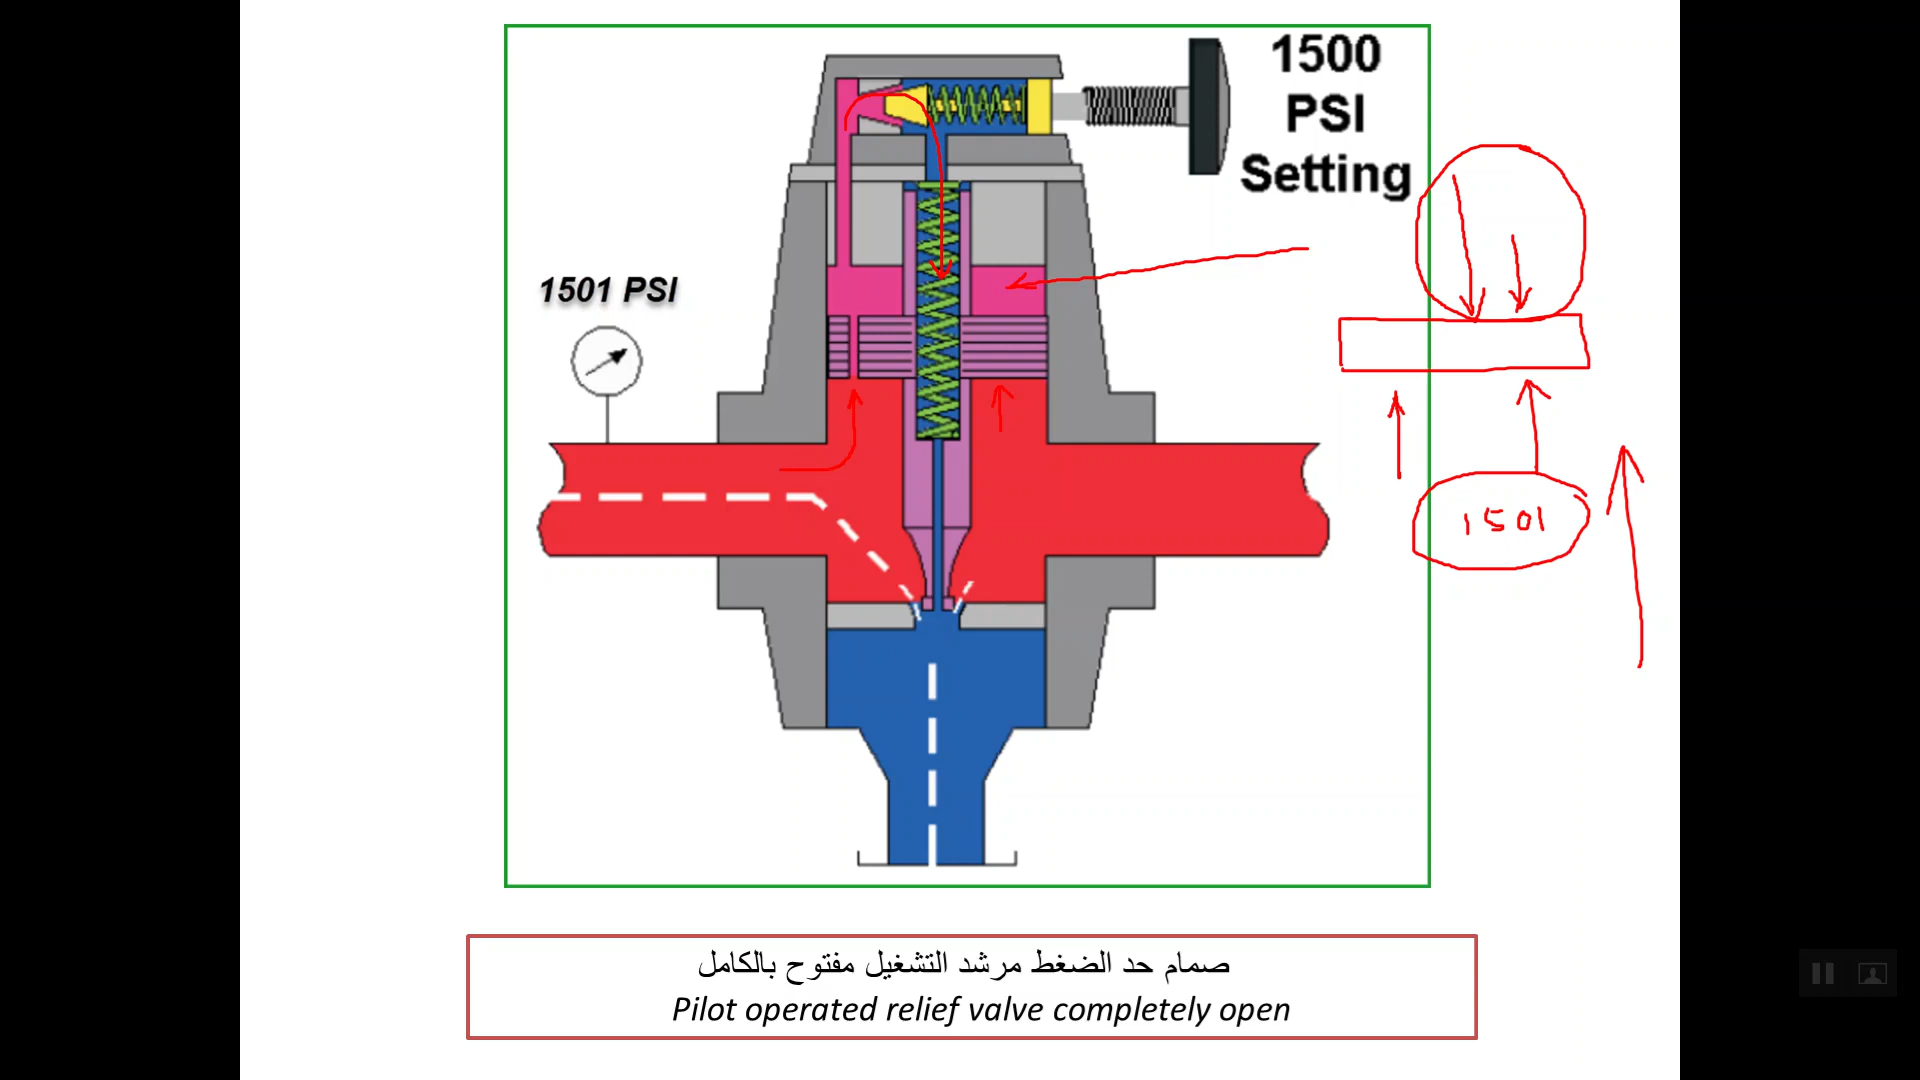 1500
PSI
Setting
1501 PSI
1501
صمام حد الضغط مرشد التشغيل مفتوح بالكامل
Pilot operated relief valve completely open